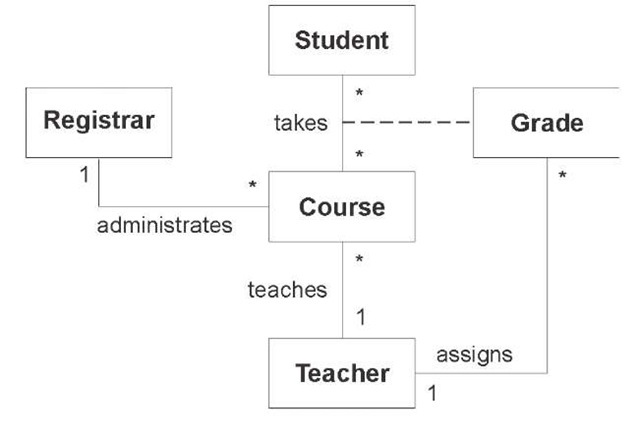 Student
*
takes
Registrar
Grade
1
*
*
*
administrates
Course
*
teaches
1
Teacher
assigns
1